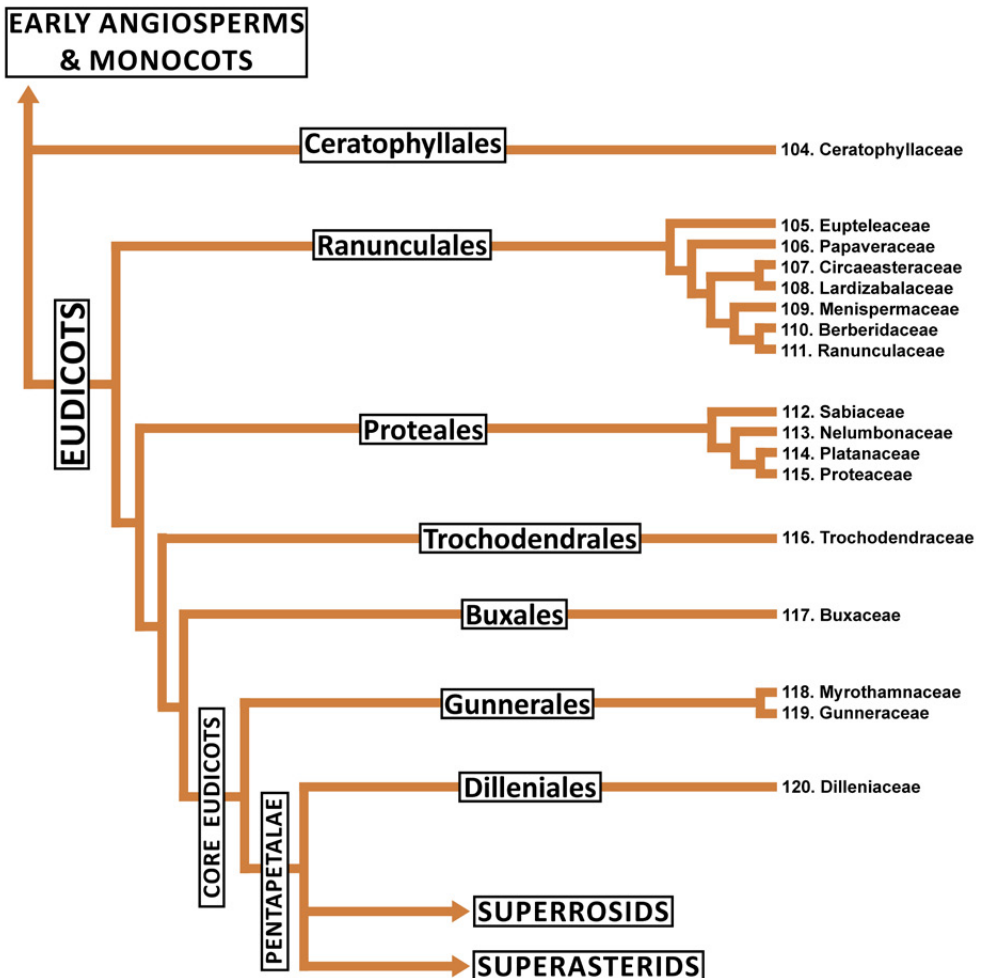 EARLY ANGIOSPERMS
& MONOCOTS
Ceratophyllales
104. Ceratophyllaceae
Ranunculales
105. Eupteleaceae
106. Papaveraceae
107. Circaeasteraceae
108. Lardizabalaceae
109. Menispermaceae
110. Berberidaceae
111. Ranunculaceae
EUDICOTS
Proteales
112. Sabiaceae
113. Nelumbonaceae
114. Platanaceae
115. Proteaceae
Trochodendrales
116. Trochodendraceae
Buxales
117. Buxaceae
Gunnerales
118. Myrothamnaceae
119. Gunneraceae
CORE EUDICOTS
Dilleniales
120. Dilleniaceae
PENTAPETALAE
SUPERROSIDS
SUPERASTERIDS